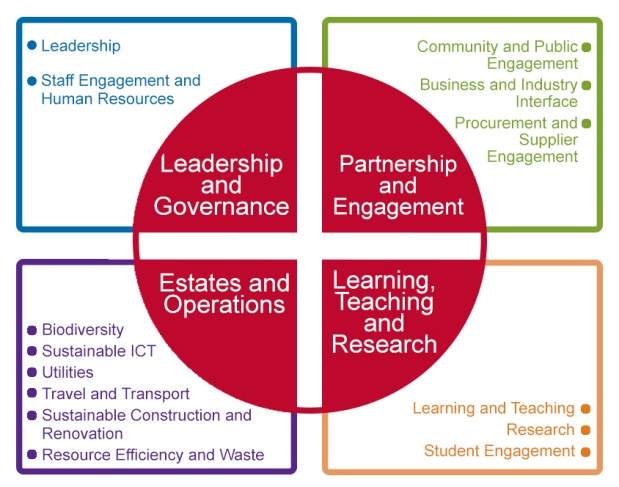 Leadership
Staff Engagement and
Human Resources
Community and Public
Engagement
Business and Industry
Interface
Procurement and
Supplier
Engagement
Leadership
and
Governance
Partnership
and
Engagement
Estates and
Operations
Learning,
Teaching
and
Research
Biodiversity
Sustainable ICT
Utilities
Travel and Transport
Sustainable Construction and
Renovation
Resource Efficiency and Waste
Learning and Teaching
Research
Student Engagement